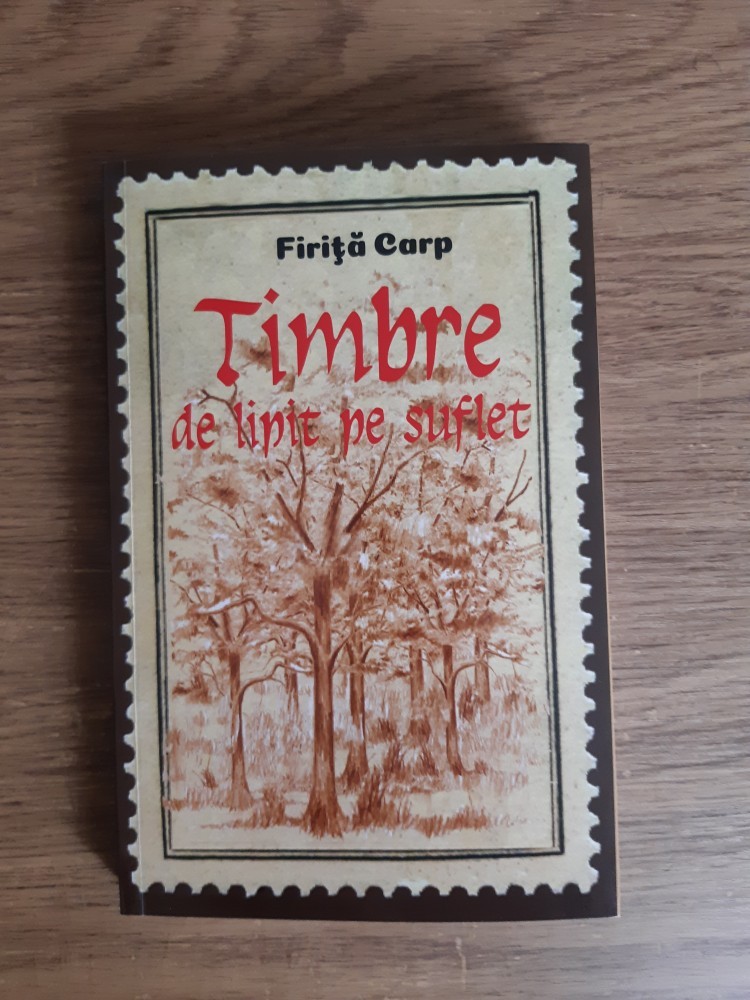 Firiţă Carp
Timbre
de lipit pe suflet